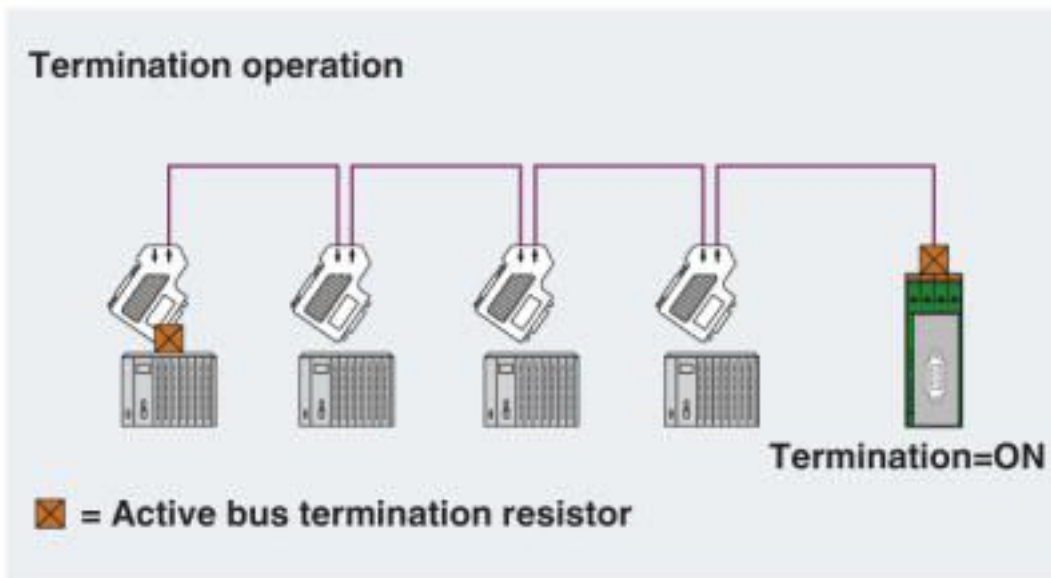 Termination operation
Termination=ON
= Active bus termination resistor